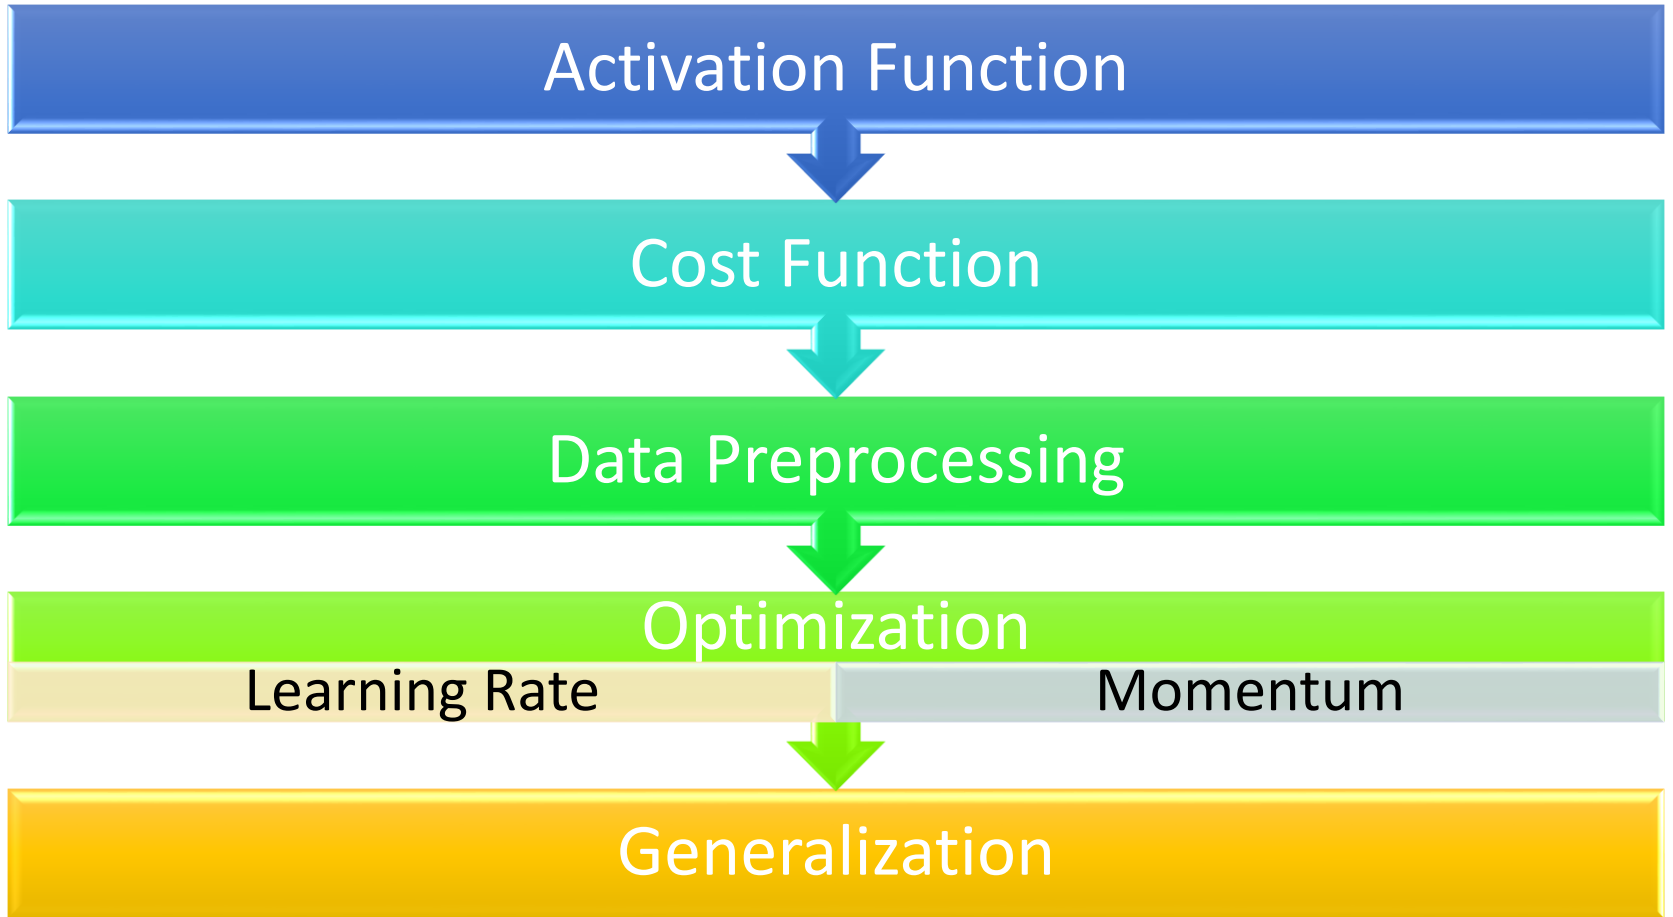 Activation Function
Cost Function
Data Preprocessing
Optimization
Learning Rate
Momentum
Generalization